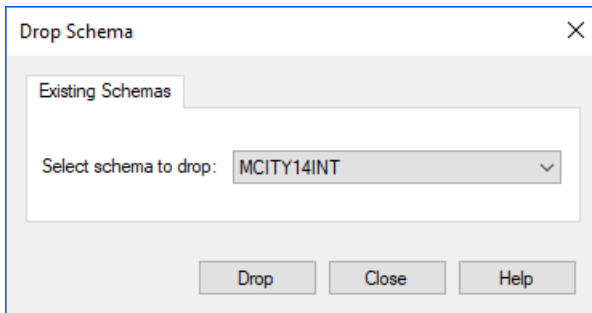 Drop Schema
Existing Schemas
Select schema to drop: MCITY14INT
Drop Close Help